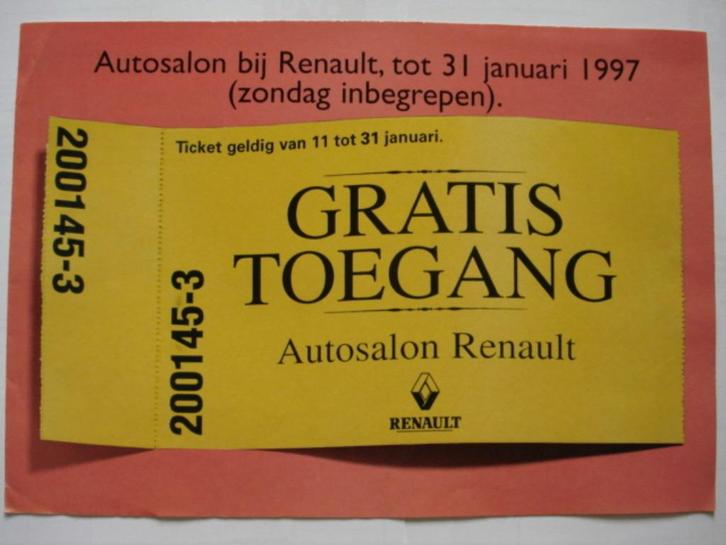 Autosalon bij Renault, tot 31 januari 1997
(zondag inbegrepen).
200145-3
Ticket geldig van 11 tot 31 januari.
GRATIS
TOEGANG
200145-3
Autosalon Renault
RENAULT